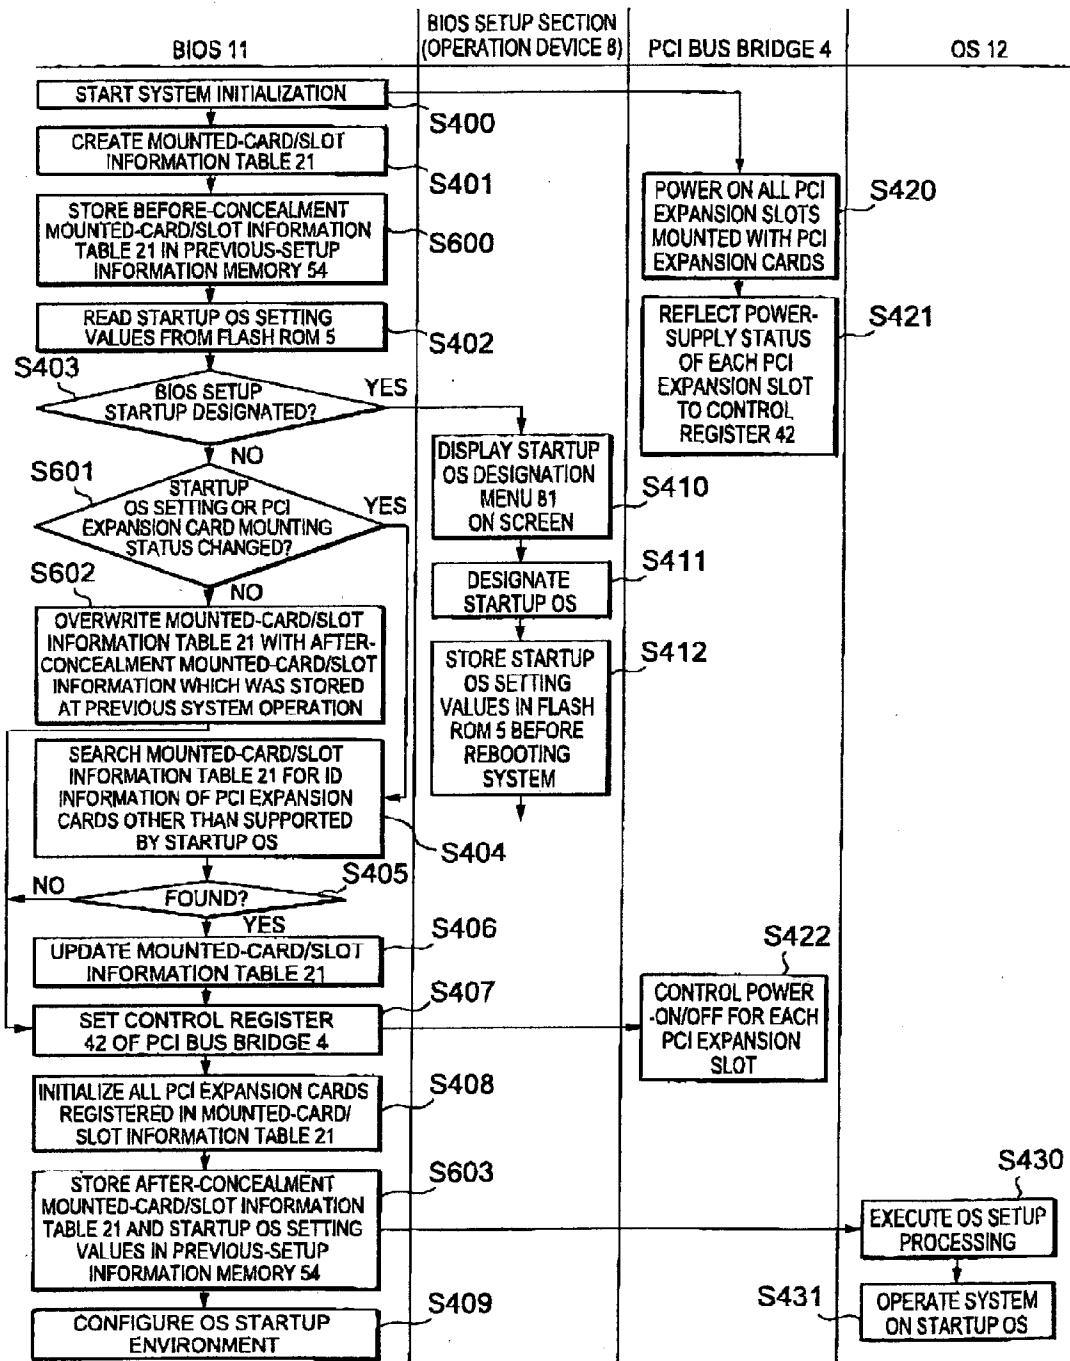 BIOS 11
BIOS SETUP SECTION
(OPERATION DEVICE 8)
PCI BUS BRIDGE 4
OS 12
START SYSTEM INITIALIZATION
S400
CREATE MOUNTED-CARD/SLOT
INFORMATION TABLE 21
S401
STORE BEFORE-CONCEALMENT
MOUNTED-CARD/SLOT INFORMATION
TABLE 21 IN PREVIOUS-SETUP
INFORMATION MEMORY 54
S600
READ STARTUP OS SETTING
VALUES FROM FLASH ROM 5
S402
S403
BIOS SETUP
STARTUP DESIGNATED?
YES
NO
S601
STARTUP
OS SETTING OR PCI
EXPANSION CARD MOUNTING
STATUS CHANGED?
YES
NO
S602
OVERWRITE MOUNTED-CARD/SLOT
INFORMATION TABLE 21 WITH AFTER-
CONCEALMENT MOUNTED-CARD/SLOT
INFORMATION WHICH WAS STORED
AT PREVIOUS SYSTEM OPERATION
SEARCH MOUNTED-CARD/SLOT
INFORMATION TABLE 21 FOR ID
INFORMATION OF PCI EXPANSION
CARDS OTHER THAN SUPPORTED
BY STARTUP OS
S404
S405
NO
FOUND?
YES
UPDATE MOUNTED-CARD/SLOT
INFORMATION TABLE 21
S406
SET CONTROL REGISTER
42 OF PCI BUS BRIDGE 4
S407
INITIALIZE ALL PCI EXPANSION CARDS
REGISTERED IN MOUNTED-CARD/
SLOT INFORMATION TABLE 21
S408
STORE AFTER-CONCEALMENT
MOUNTED-CARD/SLOT INFORMATION
TABLE 21 AND STARTUP OS SETTING
VALUES IN PREVIOUS-SETUP
INFORMATION MEMORY 54
S603
CONFIGURE OS STARTUP
ENVIRONMENT
S409
DISPLAY STARTUP
OS DESIGNATION
MENU 81
ON SCREEN
S410
DESIGNATE
STARTUP OS
S411
STORE STARTUP
OS SETTING
VALUES IN FLASH
ROM 5 BEFORE
REBOOTING
SYSTEM
S412
POWER ON ALL PCI
EXPANSION SLOTS
MOUNTED WITH PCI
EXPANSION CARDS
S420
REFLECT POWER-
SUPPLY STATUS
OF EACH PCI
EXPANSION SLOT
TO CONTROL
REGISTER 42
S421
S422
CONTROL POWER
-ON/OFF FOR EACH
PCI EXPANSION
SLOT
S430
EXECUTE OS SETUP
PROCESSING
S431
OPERATE SYSTEM
ON STARTUP OS